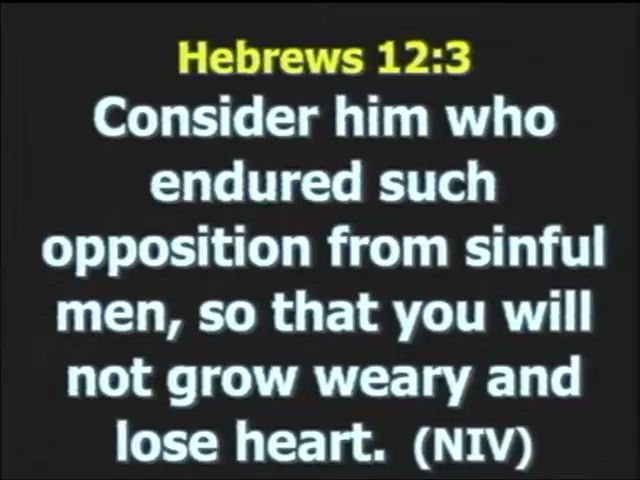 Hebrews 12:3
Consider him who
endured such
opposition from sinful
men, so that you will
not grow weary and
lose heart. (NIV)